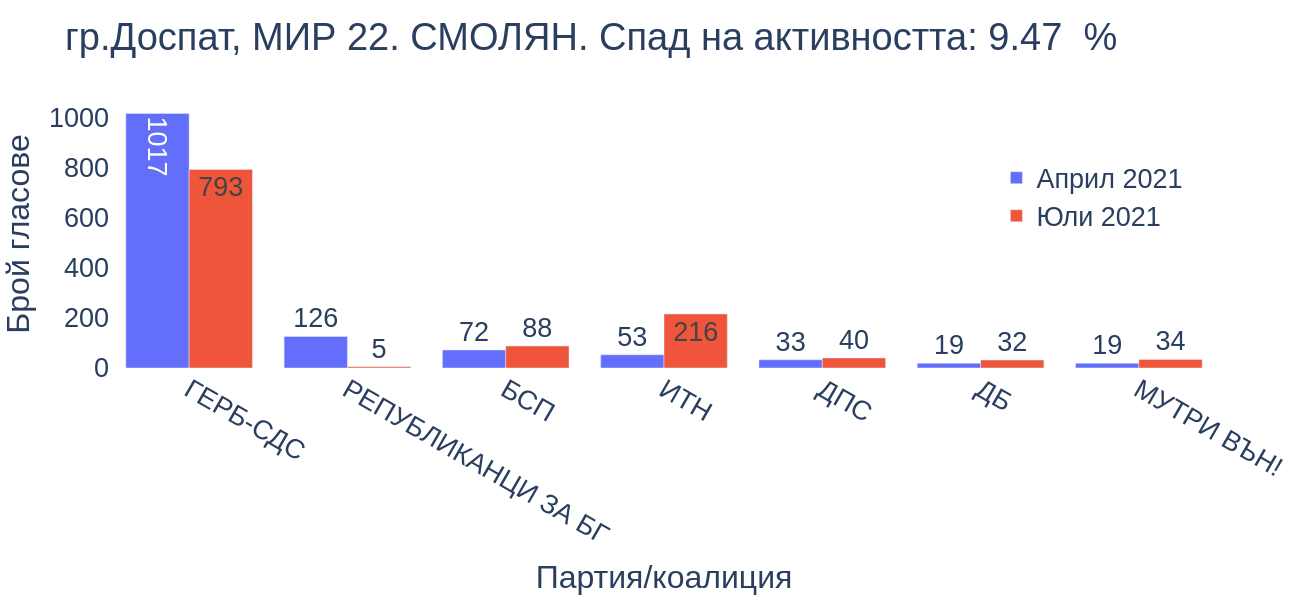 гр.Доспат, МИР 22. СМОЛЯН. Спад на активността: 9.47  %
Брой гласове
1000
800
600
400
200
0
1017
793
126
5
72
88
53
216
33
40
19
32
19
34
Април 2021
Юли 2021
ГЕРБ-СДС
РЕПУБЛИКАНЦИ ЗА БГ
БСП
ИТН
ДПС
ДБ
МУТРИ ВЪН!
Партия/коалиция